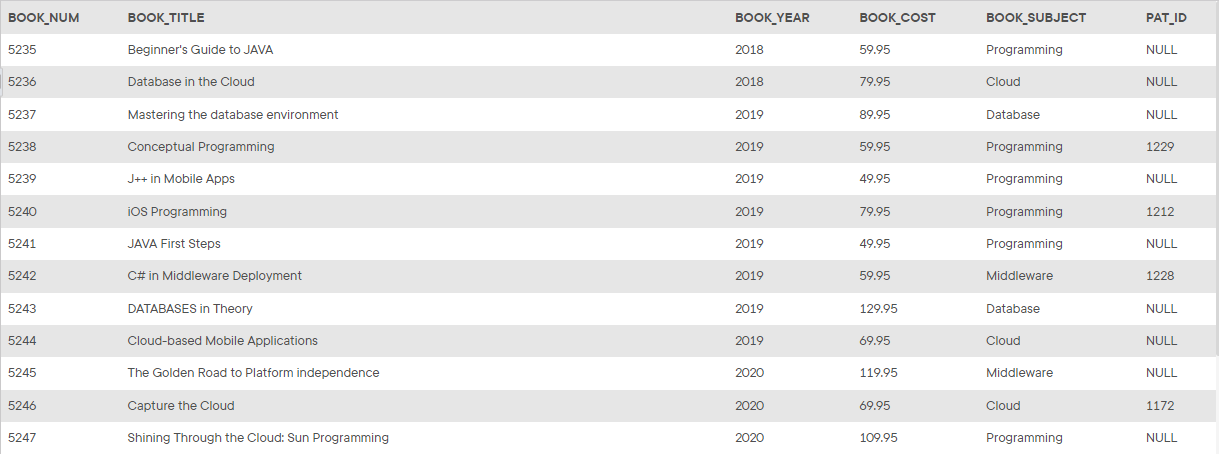 BOOK_NUM BOOK_TITLE BOOK_YEAR BOOK_COST BOOK_SUBJECT PAT_ID
5235 Beginner's Guide to JAVA 2018 59.95 Programming NULL
5236 Database in the Cloud 2018 79.95 Cloud NULL
5237 Mastering the database environment 2019 89.95 Database NULL
5238 Conceptual Programming 2019 59.95 Programming 1229
5239 J++ in Mobile Apps 2019 49.95 Programming NULL
5240 iOS Programming 2019 79.95 Programming 1212
5241 JAVA First Steps 2019 49.95 Programming NULL
5242 C# in Middleware Deployment 2019 59.95 Middleware 1228
5243 DATABASES in Theory 2019 129.95 Database NULL
5244 Cloud-based Mobile Applications 2019 69.95 Cloud NULL
5245 The Golden Road to Platform independence 2020 119.95 Middleware NULL
5246 Capture the Cloud 2020 69.95 Cloud 1172
5247 Shining Through the Cloud: Sun Programming 2020 109.95 Programming NULL